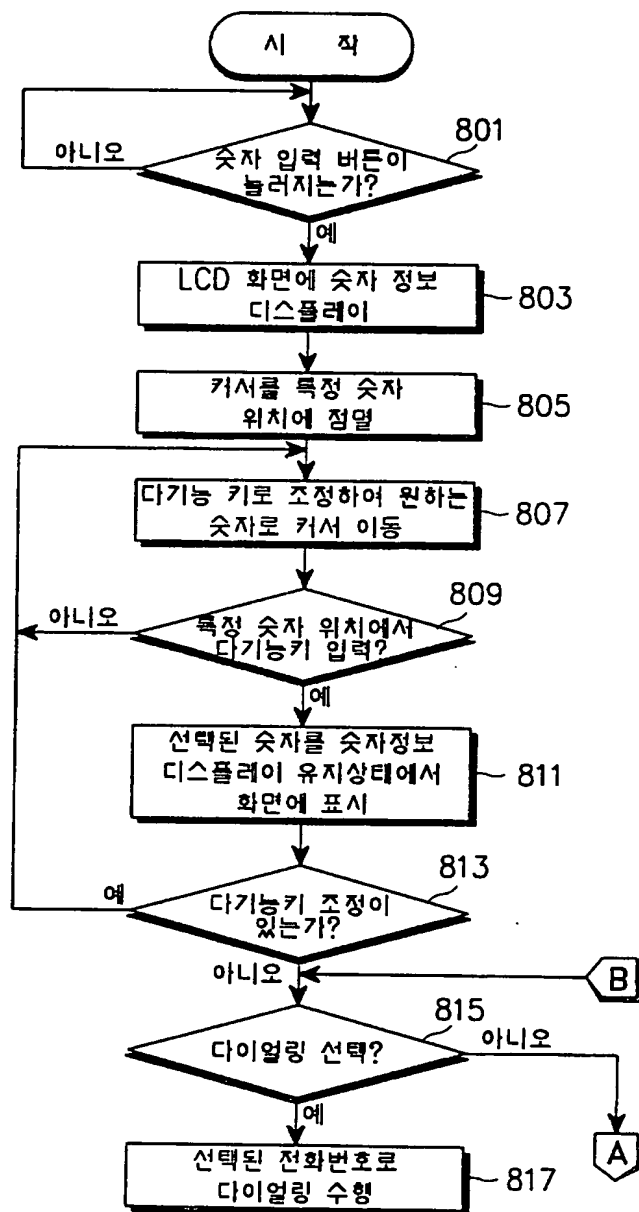 시 작
801
아니오
숫자 입력 버튼이
눌러지는가?
예
LCD 화면에 숫자 정보
디스플레이
803
커서를 특정 숫자
위치에 점멸
805
다기능 키로 조정하여 원하는
숫자로 커서 이동
807
809
아니오
특정 숫자 위치에서
다기능키 입력?
예
선택된 숫자를 숫자정보
디스플레이 유지상태에서
화면에 표시
811
813
예
다기능키 조정이
있는가?
아니오
B
815
다이얼링 선택?
아니오
예
A
선택된 전화번호로
다이얼링 수행
817